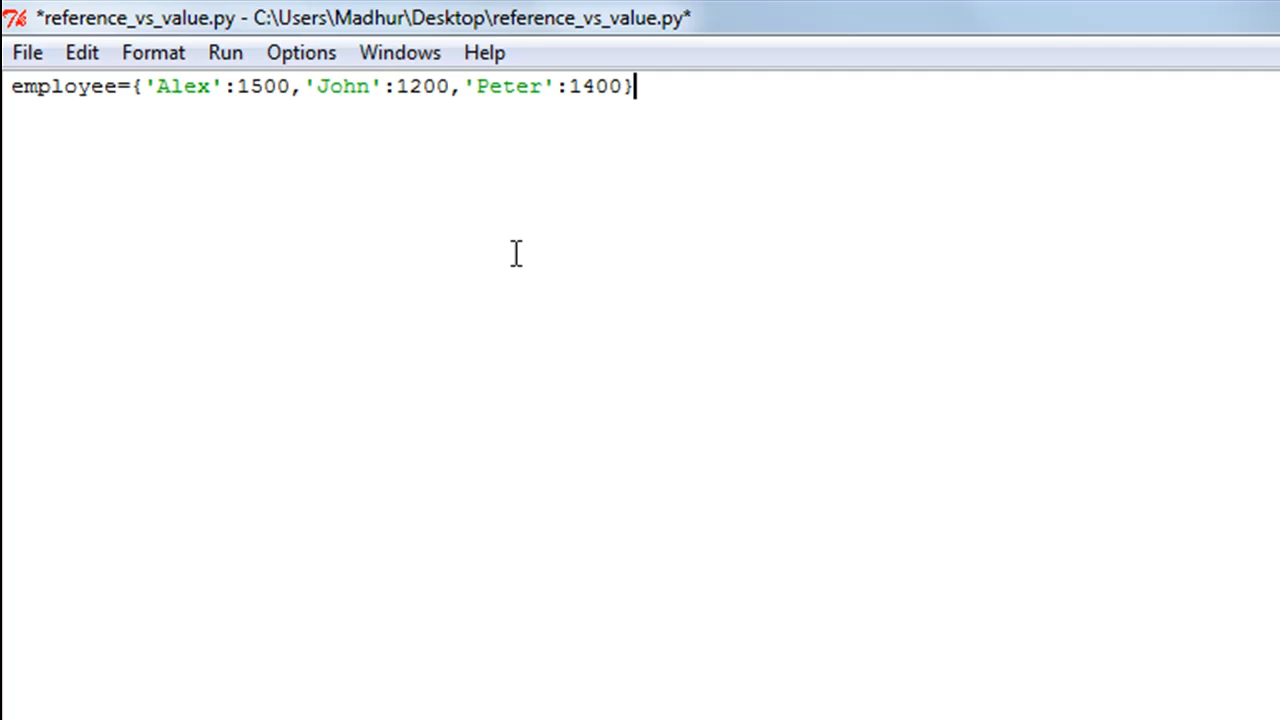 *reference_vs_value.py - C:\Users\Madhur\Desktop\reference_vs_value.py*
File Edit Format Run Options Windows Help
employee={'Alex':1500,'John':1200,'Peter':1400}